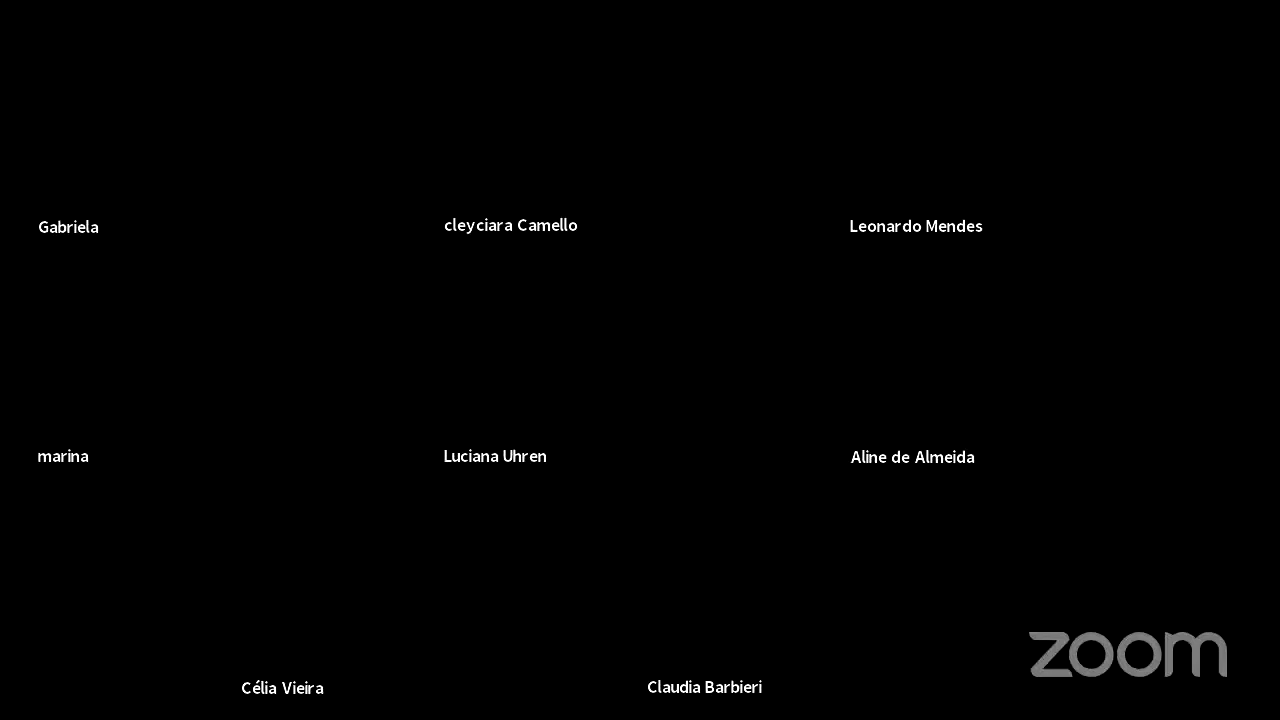 Gabriela
cleyciara Camello
Leonardo Mendes
marina
Luciana Uhren
Aline de Almeida
Célia Vieira
Claudia Barbieri
zoom